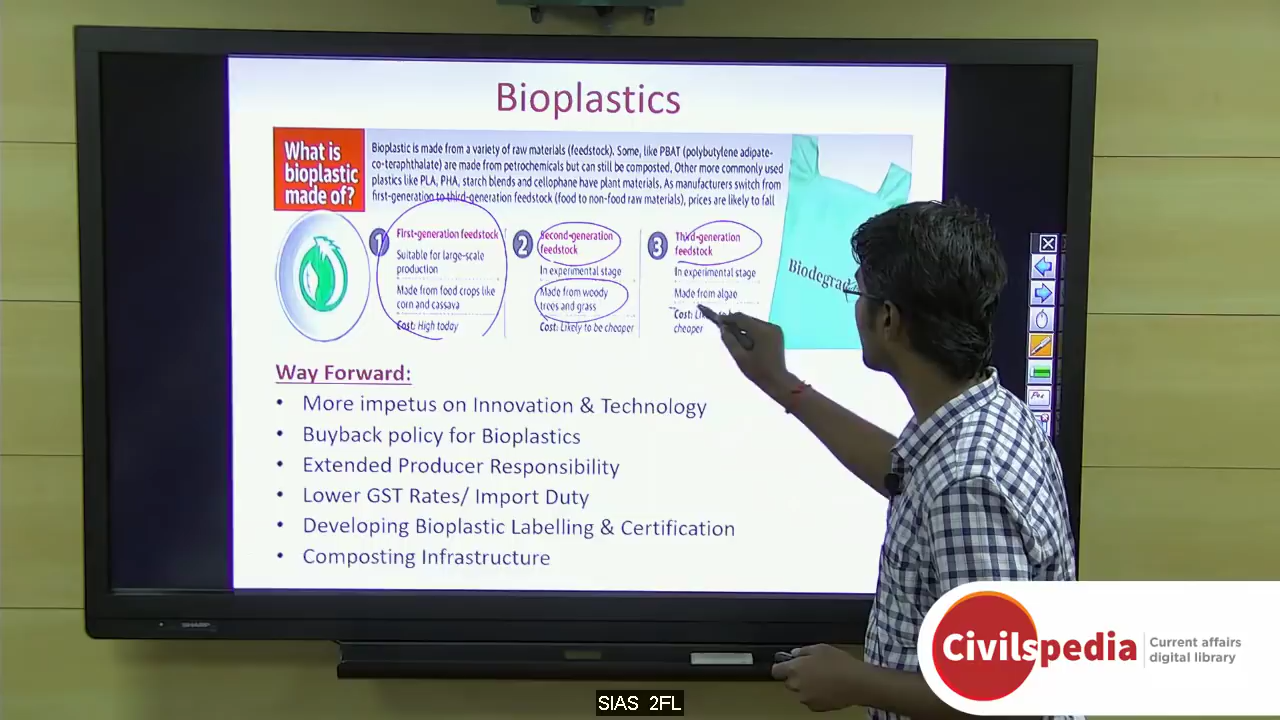 Bioplastics
What is
bioplastic
made of?
Bioplastic is made from a variety of raw materials (feedstock). Some, like PBAT (polybutylene adipate-
co-teraphthalate) are made from petrochemicals but can still be composted. Other more commonly used
plastics like PLA, PHA, starch blends and cellophane have plant materials. As manufacturers switch from
first-generation to third-generation feedstock (food to non-food raw materials), prices are likely to fall
1
First-generation feedstock
Suitable for large-scale
production
Made from food crops like
corn and cassava
Cost: High today
2
Second-generation
feedstock
In experimental stage
Made from woody
trees and grass
Cost: Likely to be cheaper
3
Third-generation
feedstock
In experimental stage
Made from algae
Cost:
cheaper
Way Forward:
• More impetus on Innovation & Technology
• Buyback policy for Bioplastics
• Extended Producer Responsibility
• Lower GST Rates/ Import Duty
• Developing Bioplastic Labelling & Certification
• Composting Infrastructure
SHARP
Civilspedia
Current affairs
digital library
SIAS 2FL